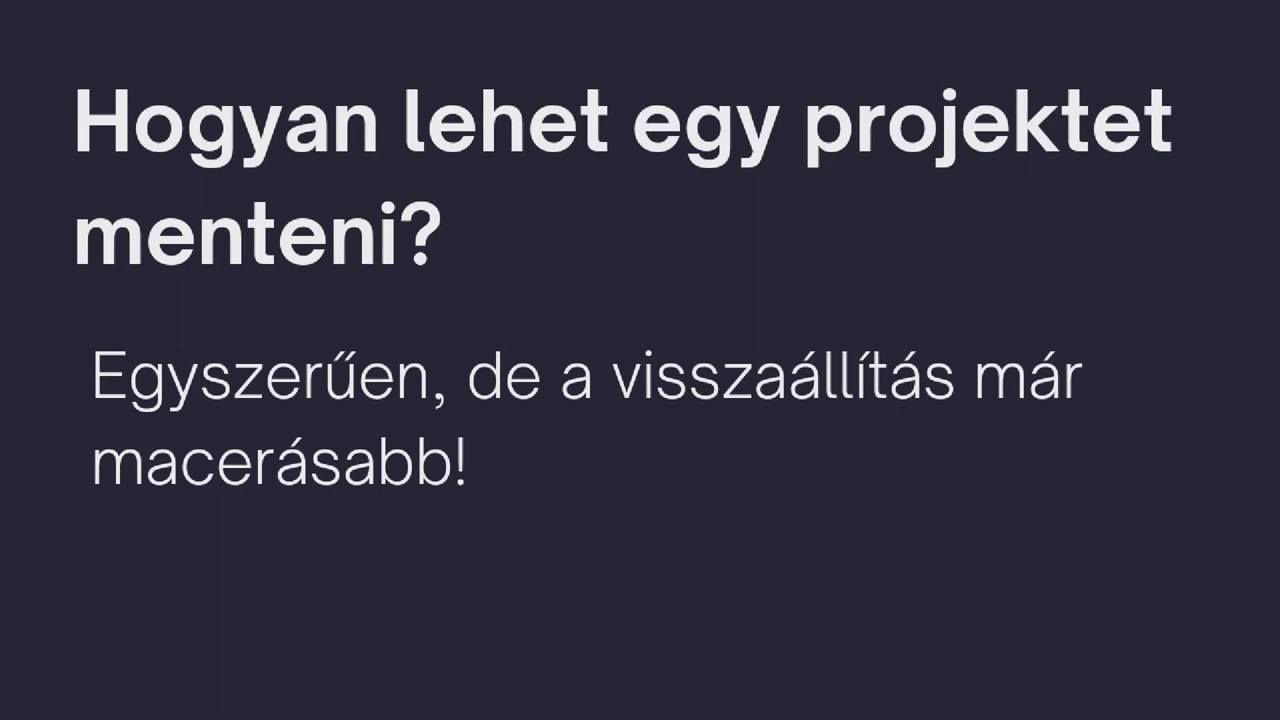 Hogyan lehet egy projektet
menteni?
Egyszerűen, de a visszaállítás már
macerásabb!